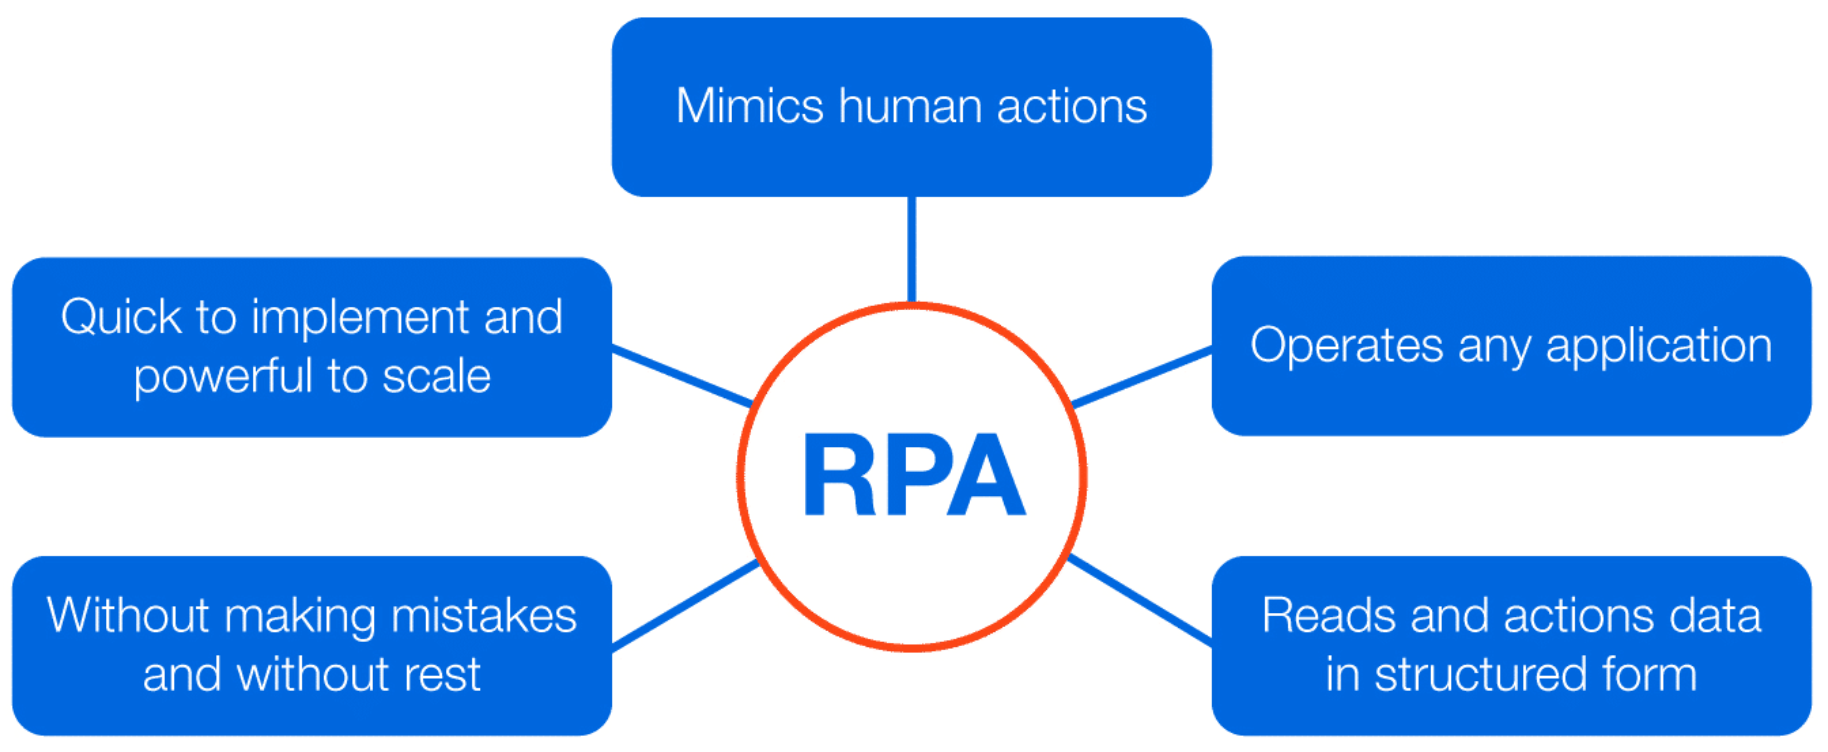 Mimics human actions
Quick to implement and
powerful to scale
Operates any application
RPA
Without making mistakes
and without rest
Reads and actions data
in structured form